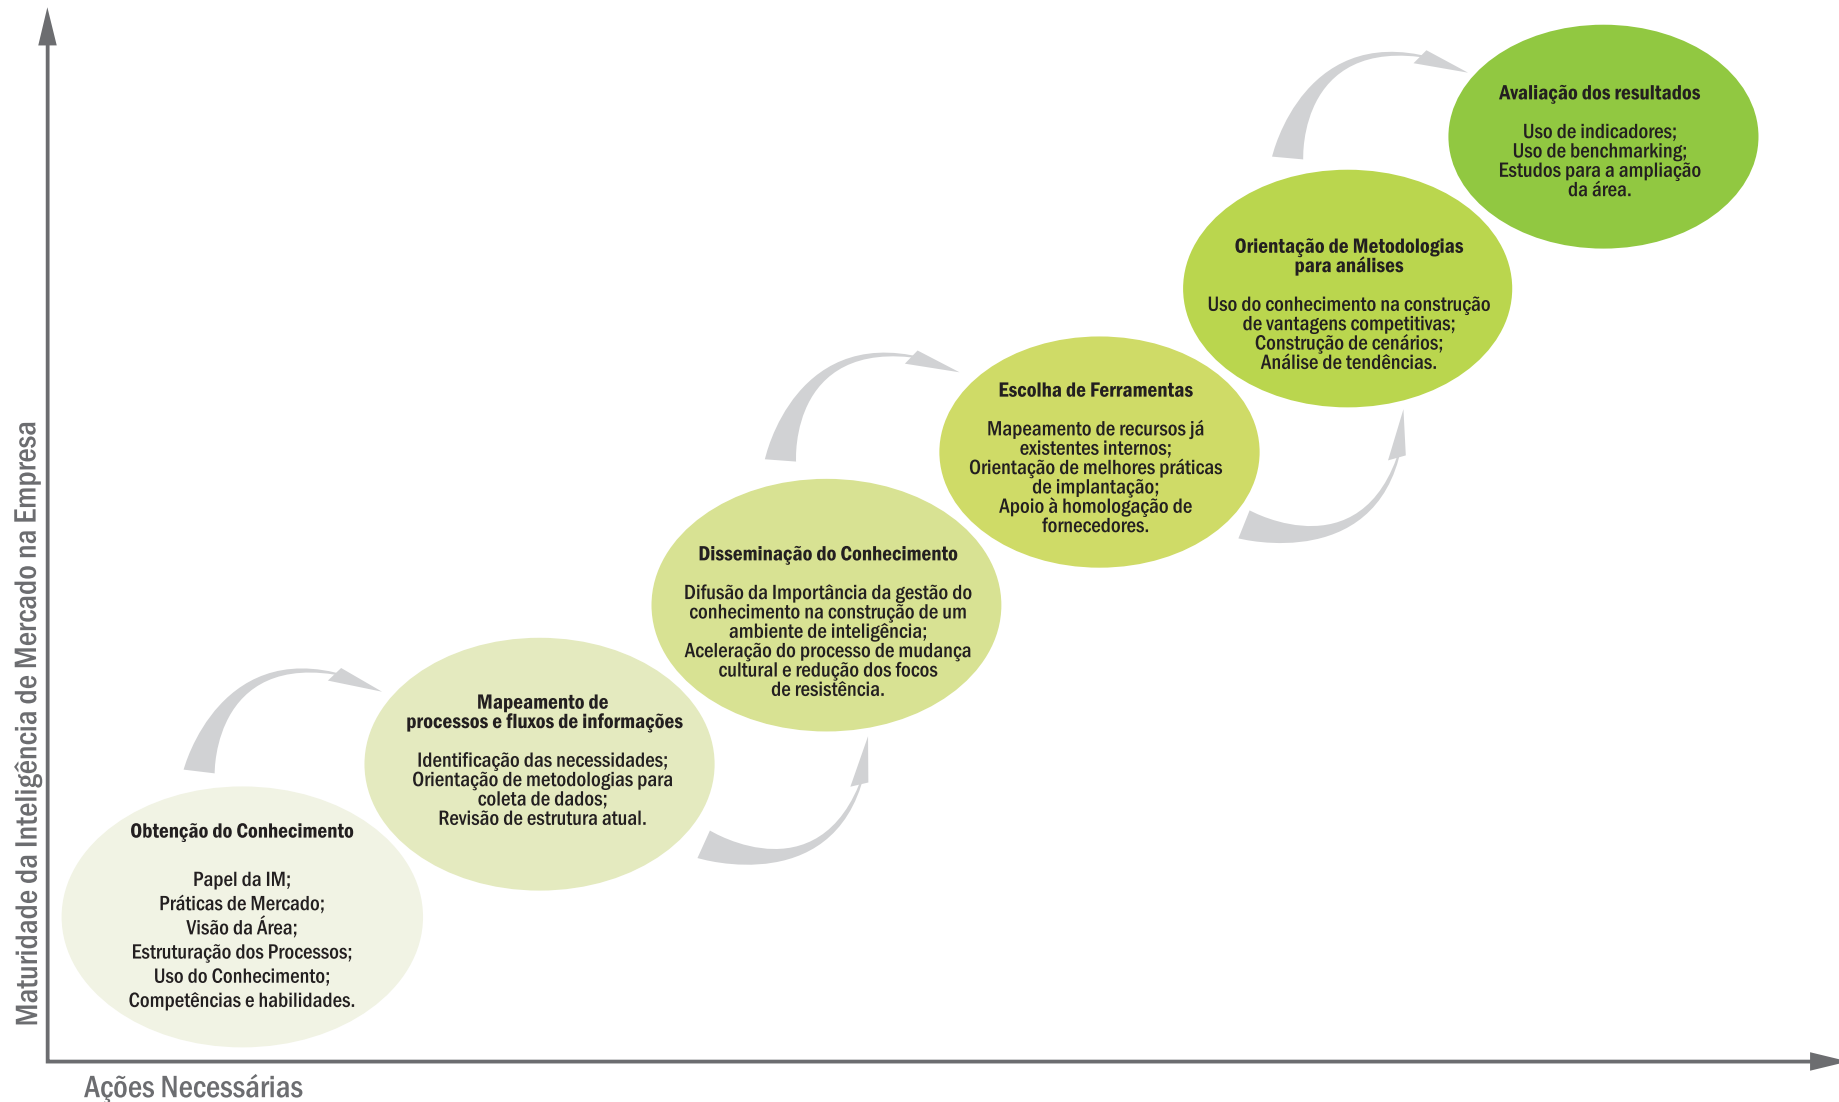 Maturidade da Inteligência de Mercado na Empresa
Avaliação dos resultados
Uso de indicadores;
Uso de benchmarking;
Estudos para a ampliação
da área.
Orientação de Metodologias
para análises
Uso do conhecimento na construção
de vantagens competitivas;
Construção de cenários;
Análise de tendências.
Escolha de Ferramentas
Mapeamento de recursos já
existentes internos;
Orientação de melhores práticas
de implantação;
Apoio à homologação de
fornecedores.
Disseminação do Conhecimento
Difusão da Importância da gestão do
conhecimento na construção de um
ambiente de inteligência;
Aceleração do processo de mudança
cultural e redução dos focos
de resistência.
Mapeamento de
processos e fluxos de informações
Identificação das necessidades;
Orientação de metodologias para
coleta de dados;
Revisão de estrutura atual.
Obtenção do Conhecimento
Papel da IM;
Práticas de Mercado;
Visão da Área;
Estruturação dos Processos;
Uso do Conhecimento;
Competências e habilidades.
Ações Necessárias